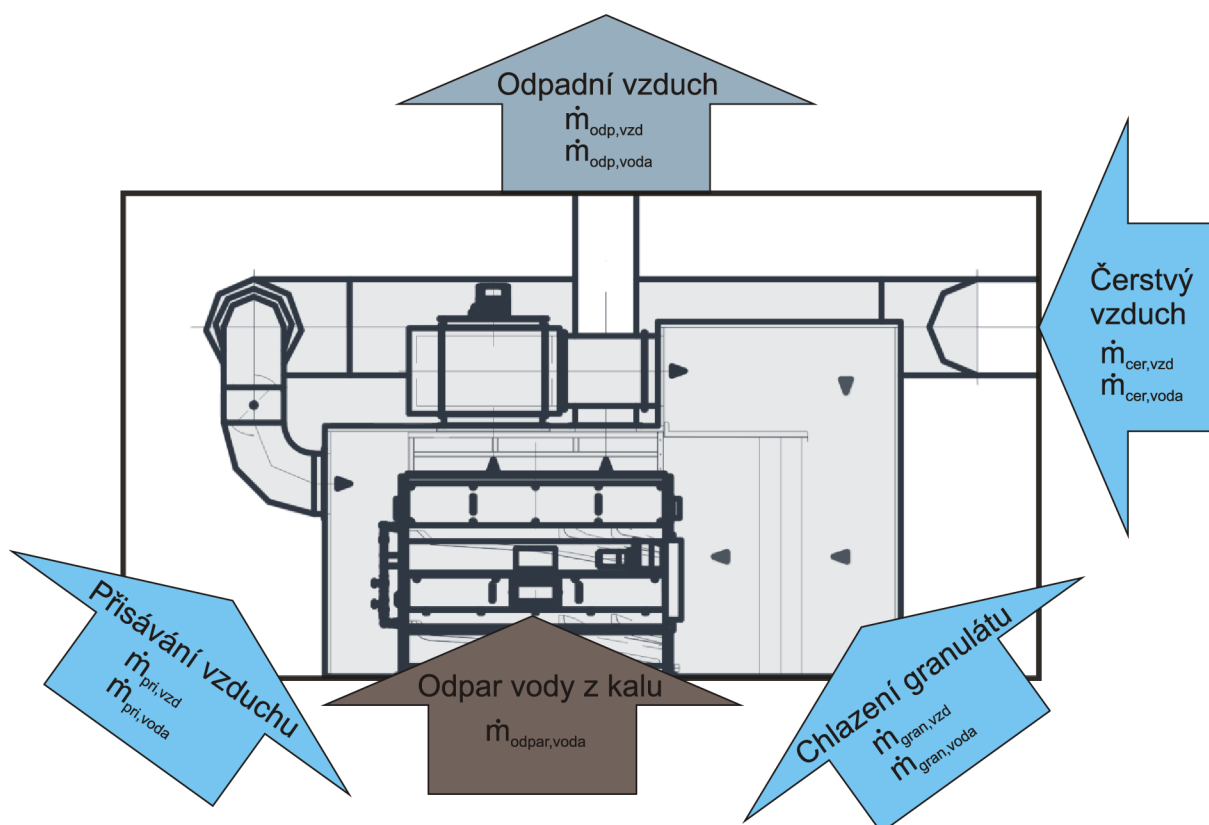 Odpadní vzduch
ṁodp,vzd
ṁodp,voda
Čerstvý
vzduch
ṁcer,vzd
ṁcer,voda
Přisávání vzduchu
ṁpri,vzd
ṁpri,voda
Odpar vody z kalu
ṁodpar,voda
Chlazení granulátu
ṁgran,vzd
ṁgran,voda